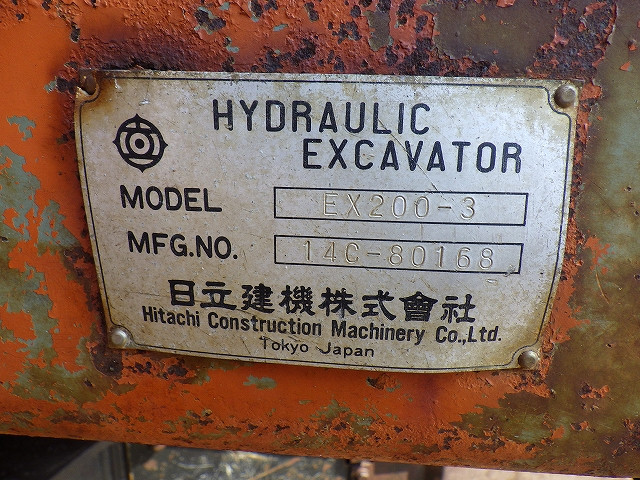 HYDRAULIC
EXCAVATOR
MODEL EX200-3
MFG.NO. 14C-80168
日立建機株式會社
Hitachi Construction Machinery Co.,Ltd.
Tokyo Japan